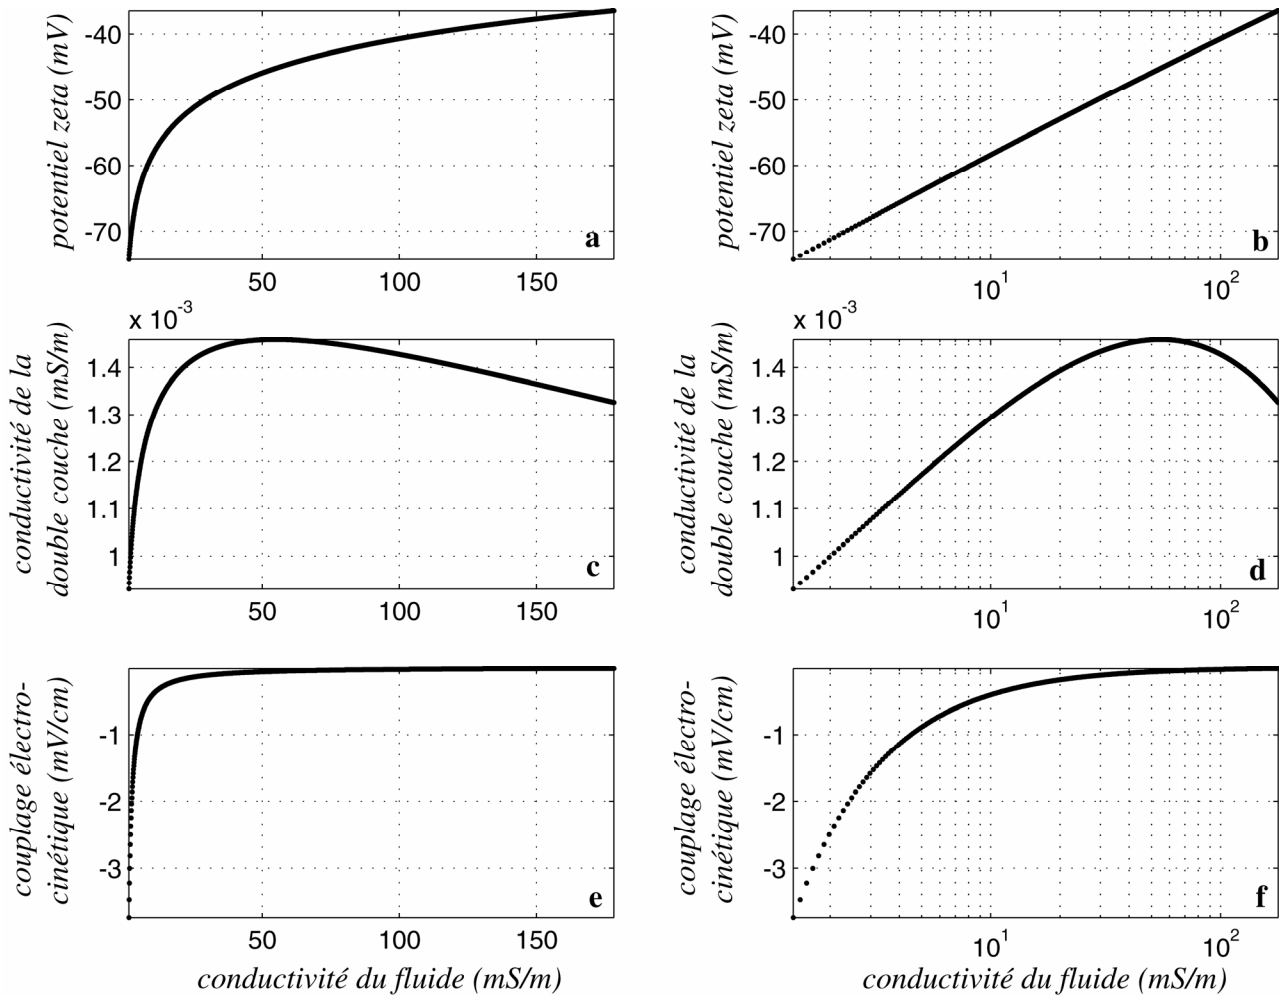 potentiel zeta (mV)
-40
-50
-60
-70
50
100
150
a
potentiel zeta (mV)
-40
-50
-60
-70
10^1
10^2
b
conductivité de la
double couche (mS/m)
x 10^-3
1.4
1.3
1.2
1.1
1
50
100
150
c
conductivité de la
double couche (mS/m)
x 10^-3
1.4
1.3
1.2
1.1
1
10^1
10^2
d
couplage électro-
cinétique (mV/cm)
-1
-2
-3
50
100
150
e
conductivité du fluide (mS/m)
couplage électro-
cinétique (mV/cm)
-1
-2
-3
10^1
10^2
f
conductivité du fluide (mS/m)